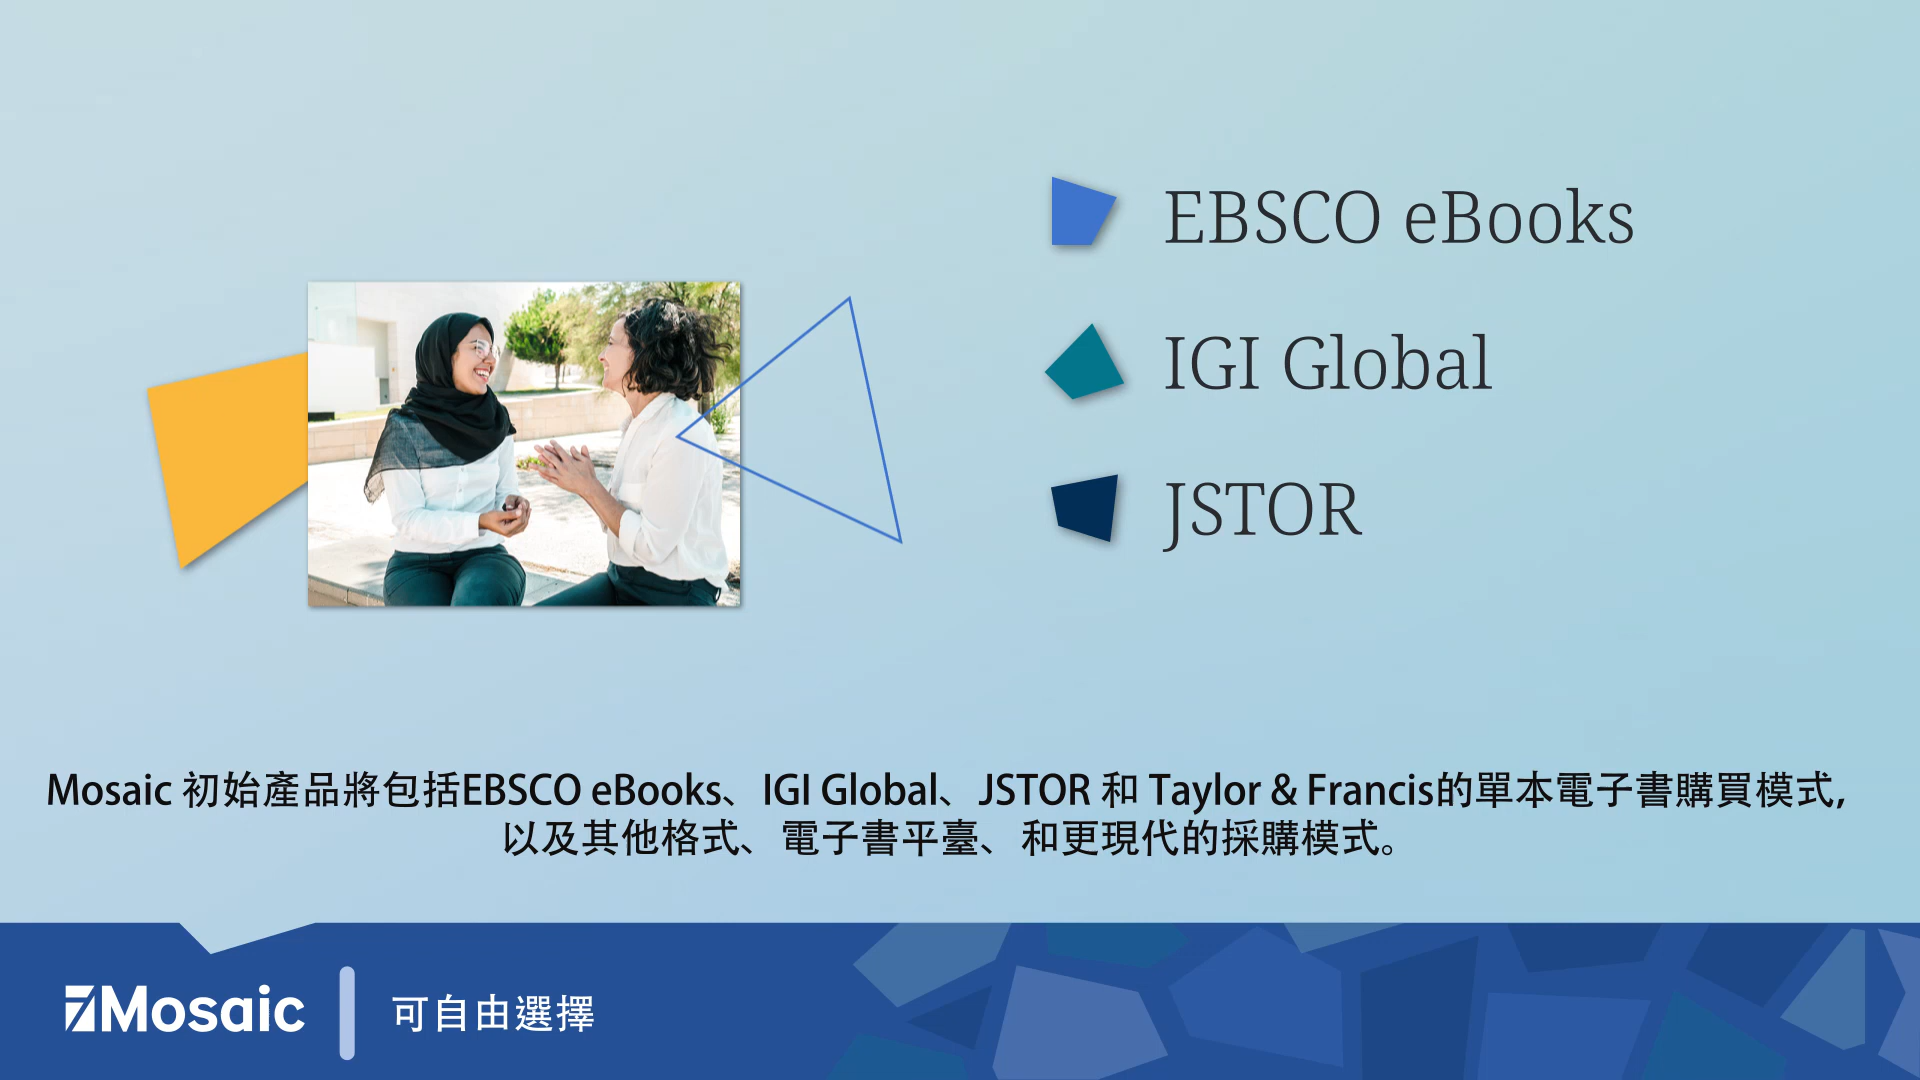 EBSCO eBooks
IGI Global
JSTOR
Mosaic 初始產品將包括EBSCO eBooks、IGI Global、JSTOR 和 Taylor & Francis的單本電子書購買模式,
以及其他格式、電子書平臺、和更現代的採購模式。
Mosaic
可自由選擇